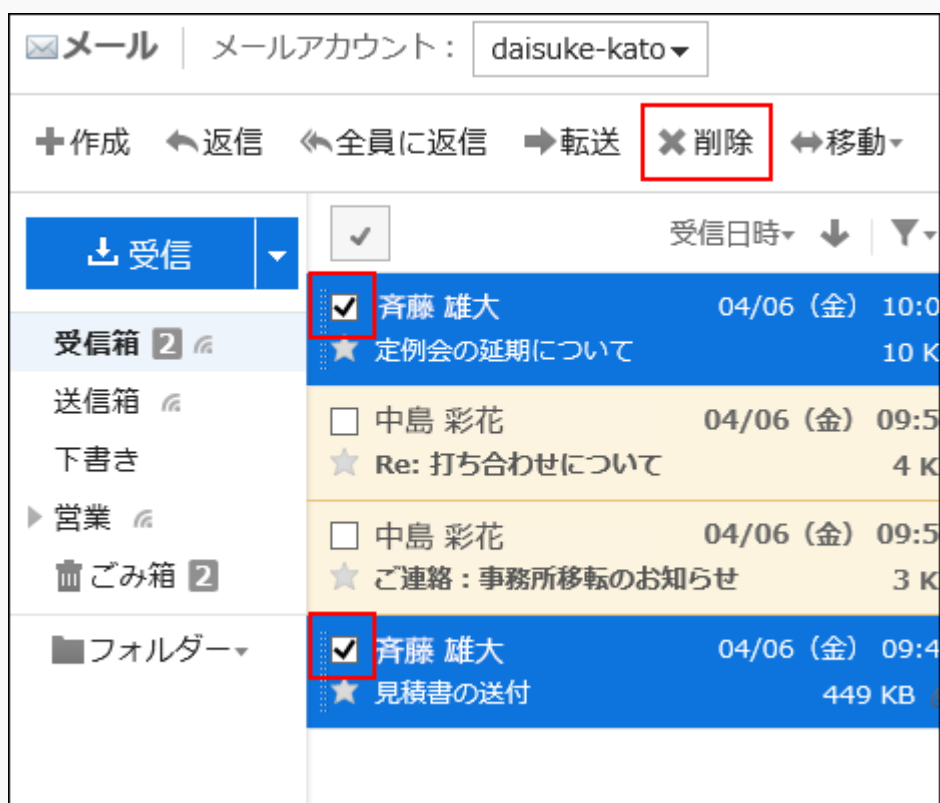 メール メールアカウント： daisuke-kato
作成 返信 全員に返信 転送 削除 移動
受信
受信箱 2
送信箱
下書き
営業
ごみ箱 2
フォルダー
受信日時
斉藤 雄大 04/06（金） 10:0
定例会の延期について 10 K
中島 彩花 04/06（金） 09:5
Re: 打ち合わせについて 4 K
中島 彩花 04/06（金） 09:5
ご連絡：事務所移転のお知らせ 3 K
斉藤 雄大 04/06（金） 09:4
見積書の送付 449 KB